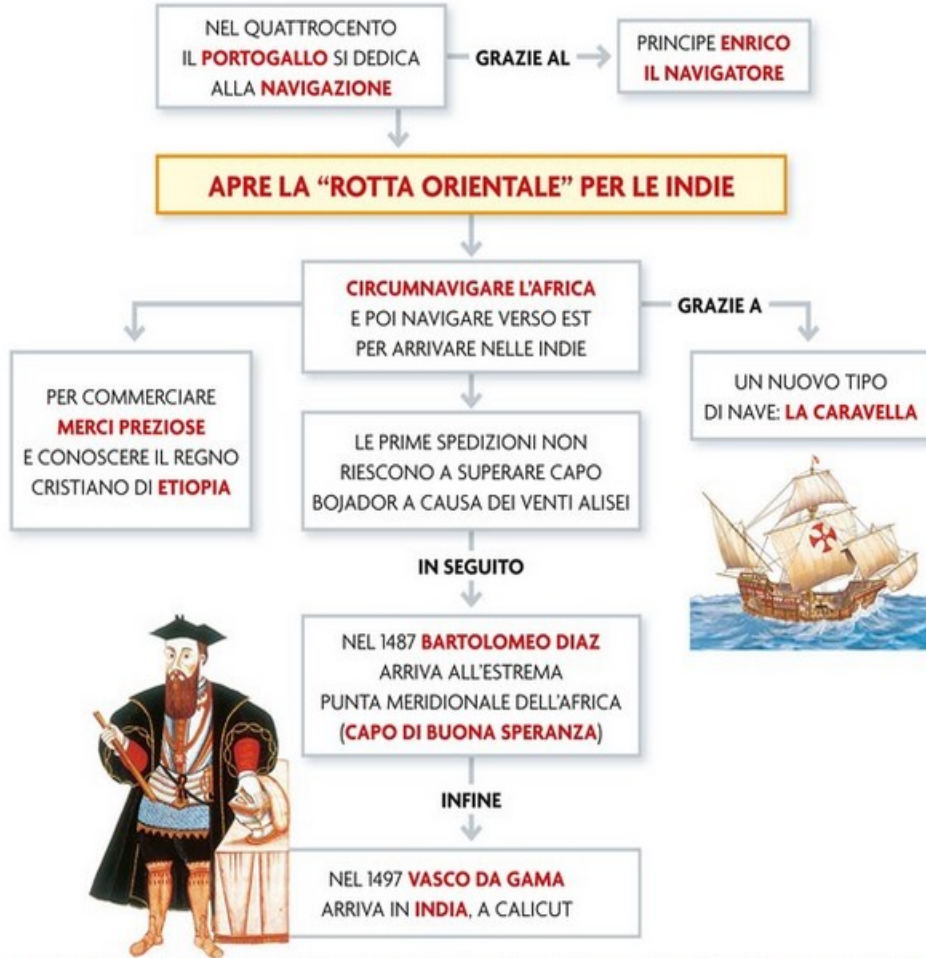 NEL QUATTROCENTO
IL PORTOGALLO SI DEDICA
ALLA NAVIGAZIONE
GRAZIE AL
PRINCIPE ENRICO
IL NAVIGATORE
APRE LA “ROTTA ORIENTALE” PER LE INDIE
CIRCUMNAVIGARE L’AFRICA
E POI NAVIGARE VERSO EST
PER ARRIVARE NELLE INDIE
GRAZIE A
PER COMMERCIARE
MERCI PREZIOSE
E CONOSCERE IL REGNO
CRISTIANO DI ETIOPIA
UN NUOVO TIPO
DI NAVE: LA CARAVELLA
LE PRIME SPEDIZIONI NON
RIESCONO A SUPERARE CAPO
BOJADOR A CAUSA DEI VENTI ALISEI
IN SEGUITO
NEL 1487 BARTOLOMEO DIAZ
ARRIVA ALL’ESTREMA
PUNTA MERIDIONALE DELL’AFRICA
(CAPO DI BUONA SPERANZA)
INFINE
NEL 1497 VASCO DA GAMA
ARRIVA IN INDIA, A CALICUT